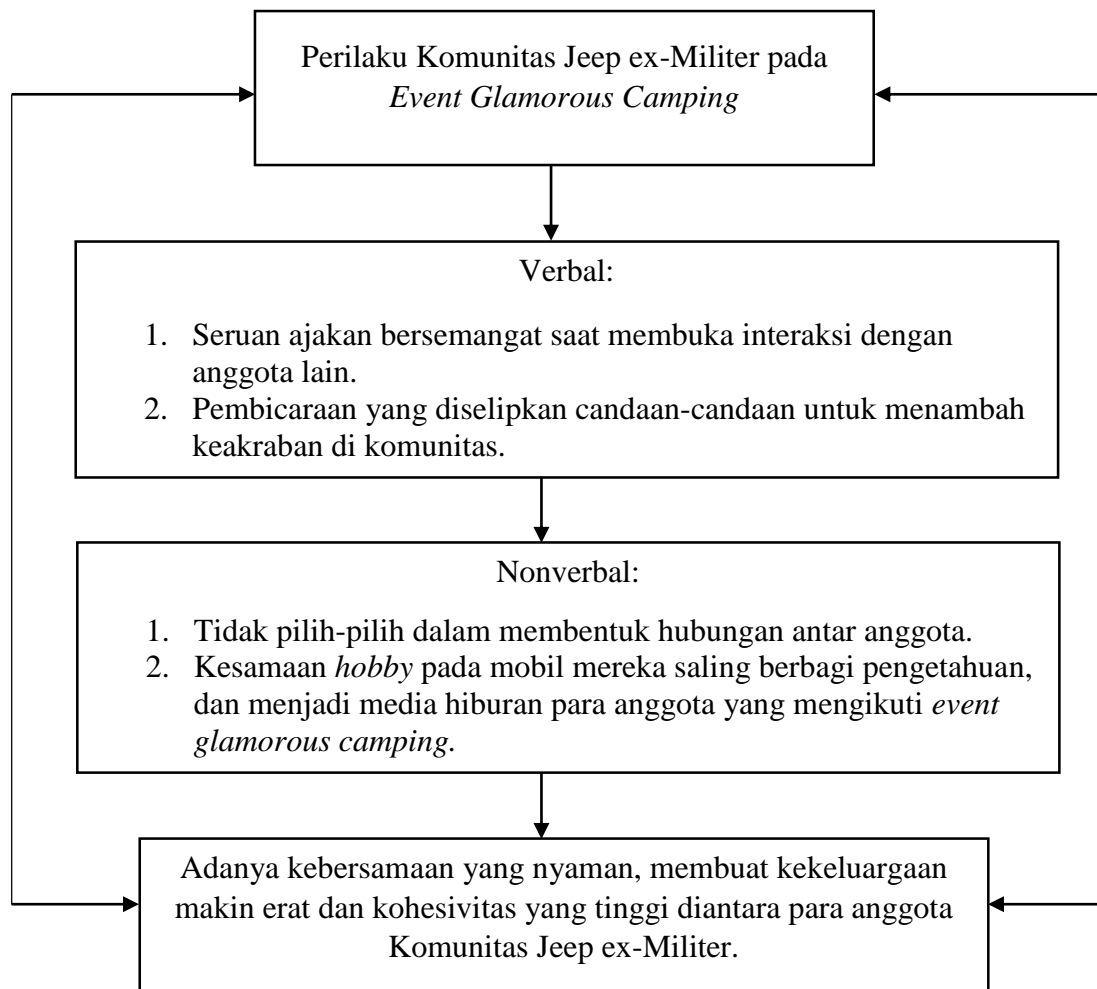 Perilaku Komunitas Jeep ex-Militer pada
Event Glamorous Camping
Verbal:
1. Seruan ajakan bersemangat saat membuka interaksi dengan
anggota lain.
2. Pembicaraan yang diselipkan candaan-candaan untuk menambah
keakraban di komunitas.
Nonverbal:
1. Tidak pilih-pilih dalam membentuk hubungan antar anggota.
2. Kesamaan hobby pada mobil mereka saling berbagi pengetahuan,
dan menjadi media hiburan para anggota yang mengikuti event
glamorous camping.
Adanya kebersamaan yang nyaman, membuat kekeluargaan
makin erat dan kohesivitas yang tinggi diantara para anggota
Komunitas Jeep ex-Militer.